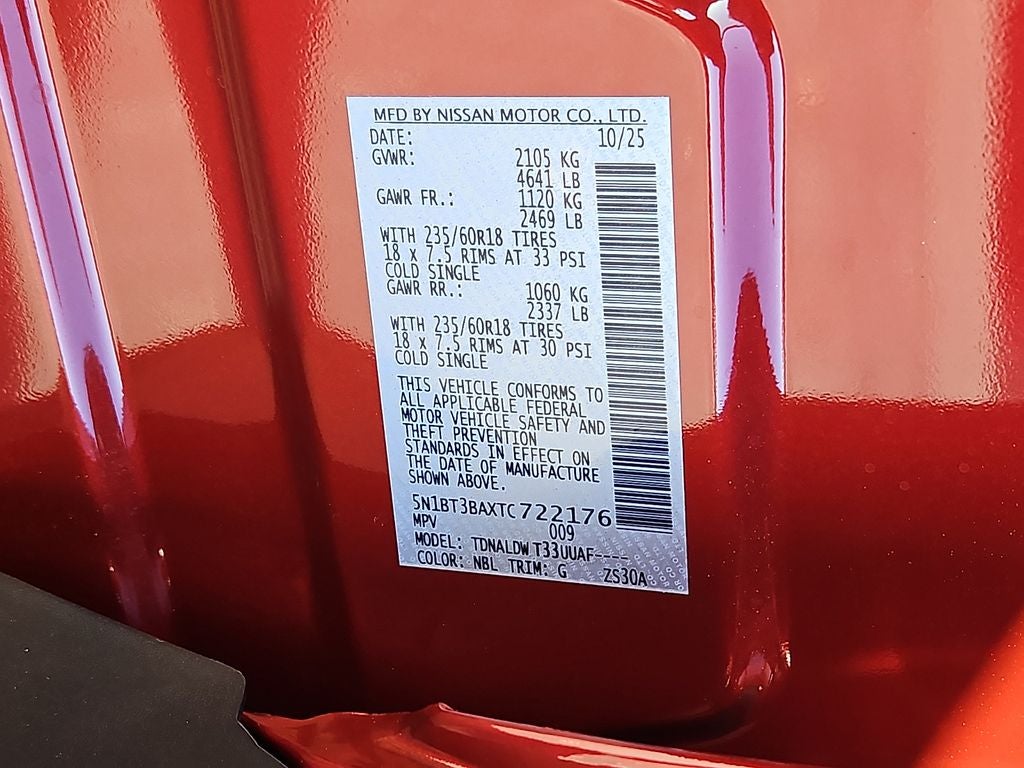 MFD BY NISSAN MOTOR CO., LTD.
DATE: 10/25
GVWR: 2105 KG
4641 LB
GAWR FR.: 1120 KG
2469 LB
WITH 235/60R18 TIRES
18 x 7.5 RIMS AT 33 PSI
COLD SINGLE
GAWR RR.: 1060 KG
2337 LB
WITH 235/60R18 TIRES
18 x 7.5 RIMS AT 30 PSI
COLD SINGLE
THIS VEHICLE CONFORMS TO
ALL APPLICABLE FEDERAL
MOTOR VEHICLE SAFETY AND
THEFT PREVENTION
STANDARDS IN EFFECT ON
THE DATE OF MANUFACTURE
SHOWN ABOVE.
5N1BT3BAXTC722176
MPV 009
MODEL: TDNALDWT33UUAF----
COLOR: NBL TRIM: G ZS30A